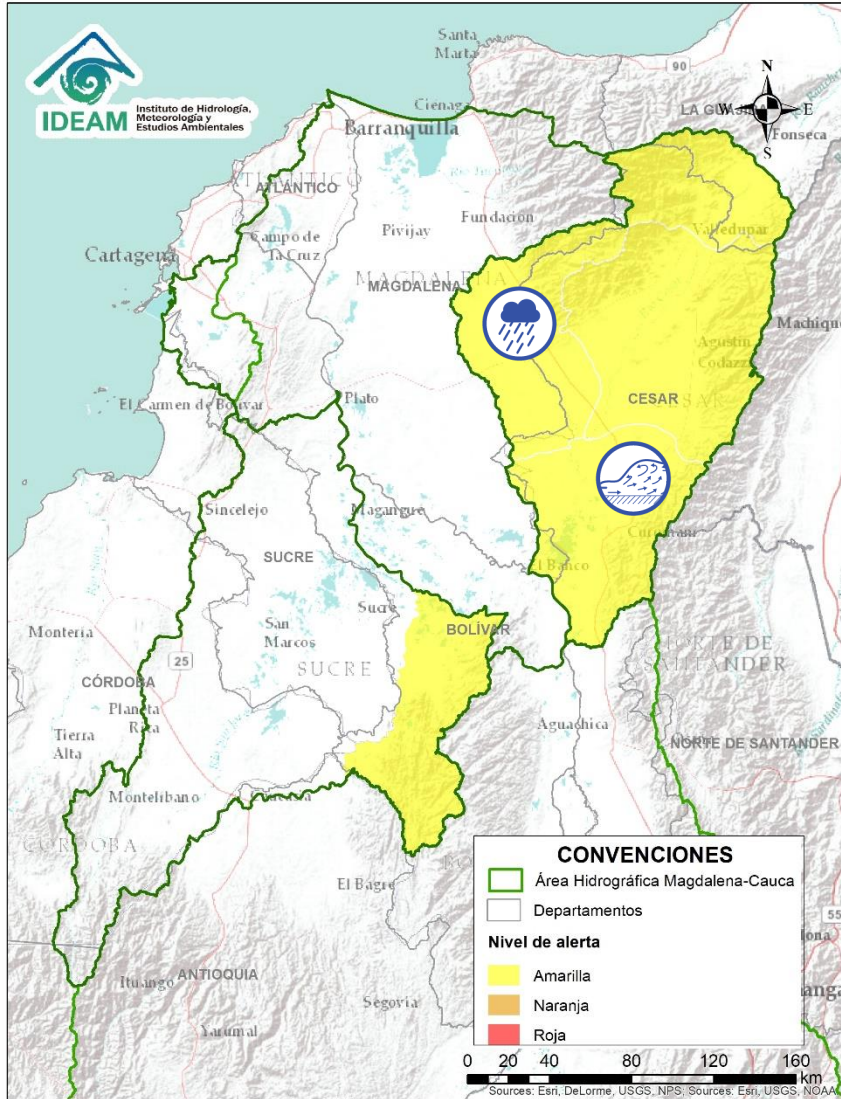 IDEAM
Instituto de Hidrología,
Meteorología y
Estudios Ambientales
Santa
Marta
90
N
W
E
S
LA
Fonseca
Ciénaga
Barranquilla
ATLÁNTICO
Fundación
Pivijay
Valledupar
Cartagena
Campo de
la Cruz
MAGDALENA
MAGDALENA
Machiques
Agustín
Codazzi
CESAR
El Carmen de Bolívar
Plato
Sincelejo
Magangué
Curumaní
SUCRE
El Banco
Sucre
BOLÍVAR
Montería
San
Marcos
SUCRE
NORTE DE
SANTANDER
25
CÓRDOBA
Planeta
Rica
Aguachica
Tierra
Alta
NORTE DE SANTANDER
Montelíbano
CÓRDOBA
El Bagre
Ituango
ANTIOQUIA
Segovia
Yarumal
55
CONVENCIONES
Área Hidrográfica Magdalena-Cauca
Departamentos
Nivel de alerta
Amarilla
Naranja
Roja
0 20 40 80 120 160
km
Sources: Esri, DeLorme, USGS, NPS; Sources: Esri, USGS, NOAA